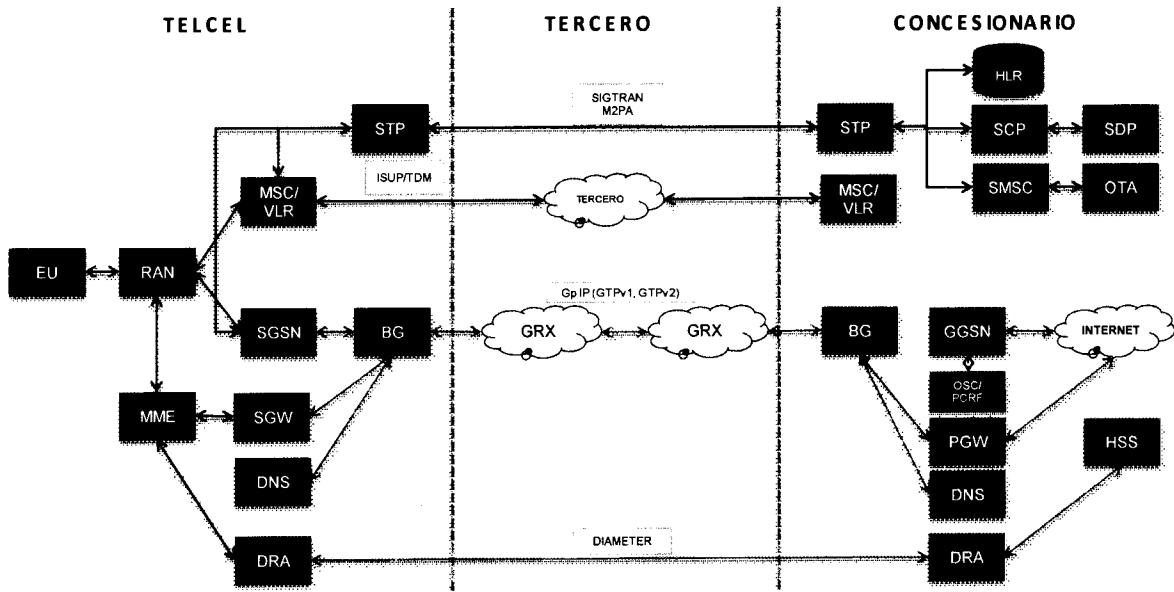 TELCEL
TERCERO
CONCESIONARIO
HLR
SIGTRAN
M2PA
STP
STP
SCP
SDP
ISUP/TDM
MSC/
VLR
TERCERO
MSC/
VLR
SMSC
OTA
EU
RAN
Gp IP (GTPv1, GTPv2)
SGSN
BG
GRX
GRX
BG
GGSN
INTERNET
OSC/
PCRF
MME
SGW
PGW
HSS
DNS
DNS
DIAMETER
DRA
DRA